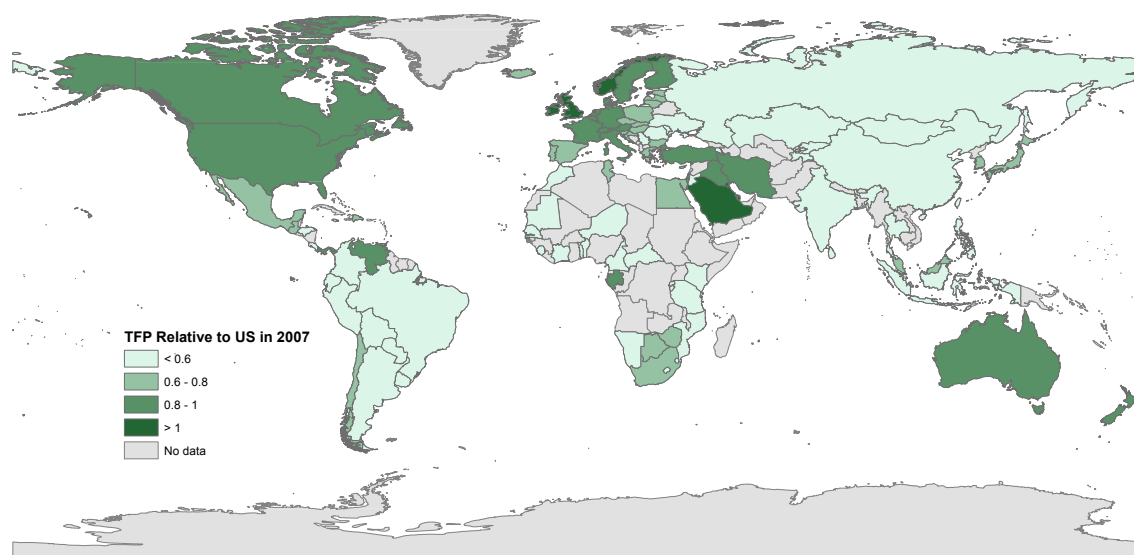 TFP Relative to US in 2007
< 0.6
0.6 - 0.8
0.8 - 1
> 1
No data